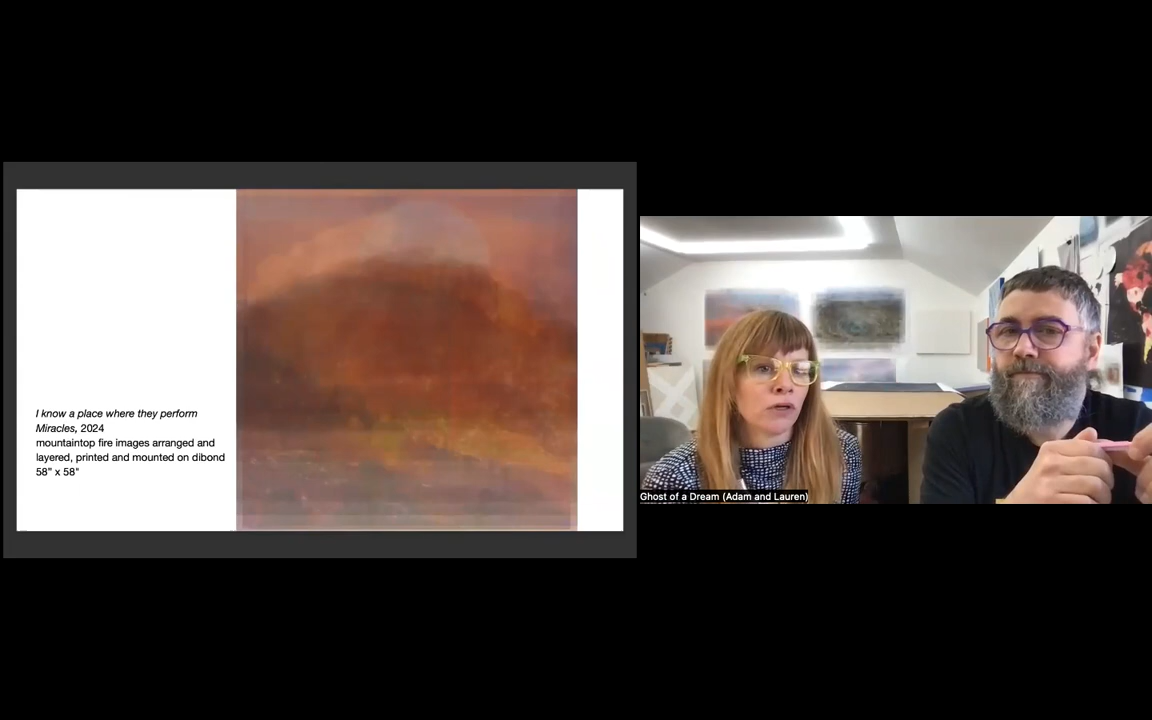 I know a place where they perform
Miracles, 2024
mountaintop fire images arranged and
layered, printed and mounted on dibond
58” x 58"
Ghost of a Dream (Adam and Lauren)